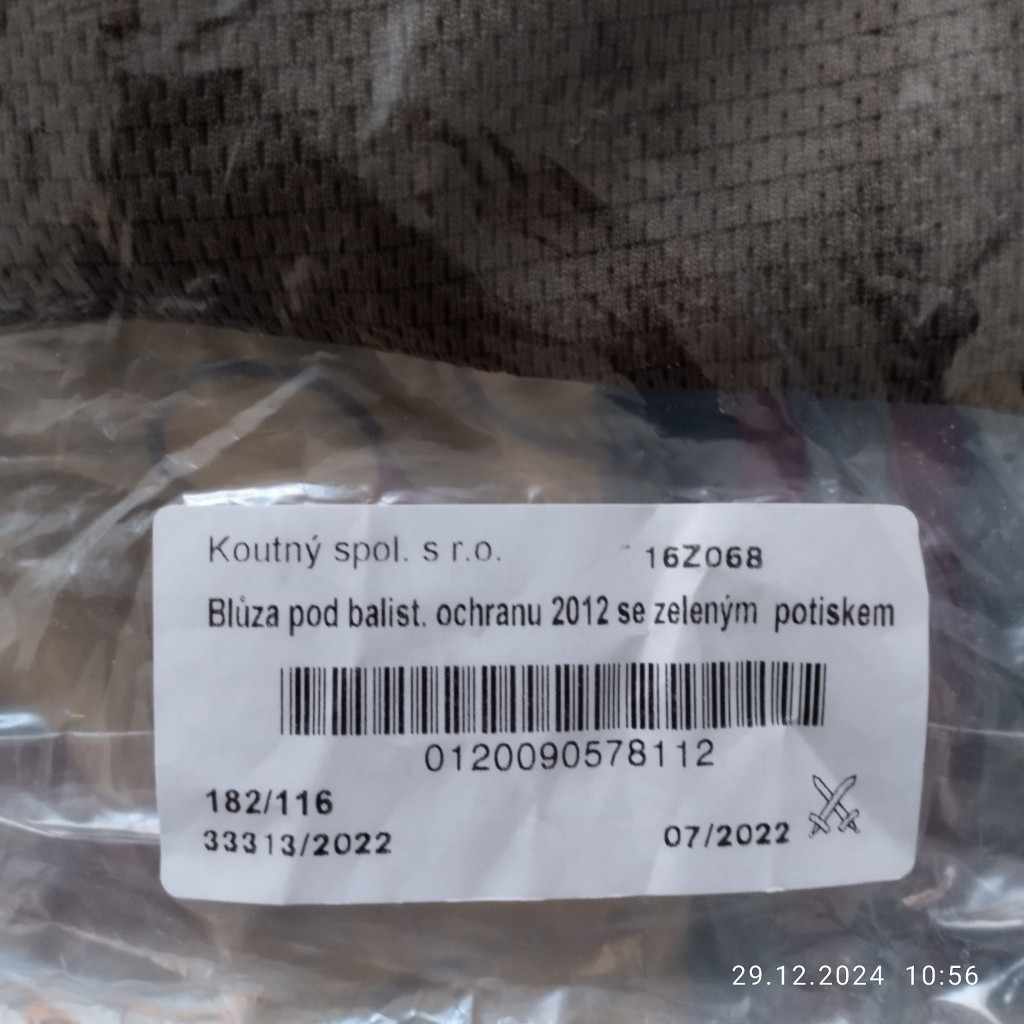 Koutný spol. s r.o. 16Z068
Blůza pod balist. ochranu 2012 se zeleným potiskem
0120090578112
182/116
33313/2022 07/2022
29.12.2024 10:56